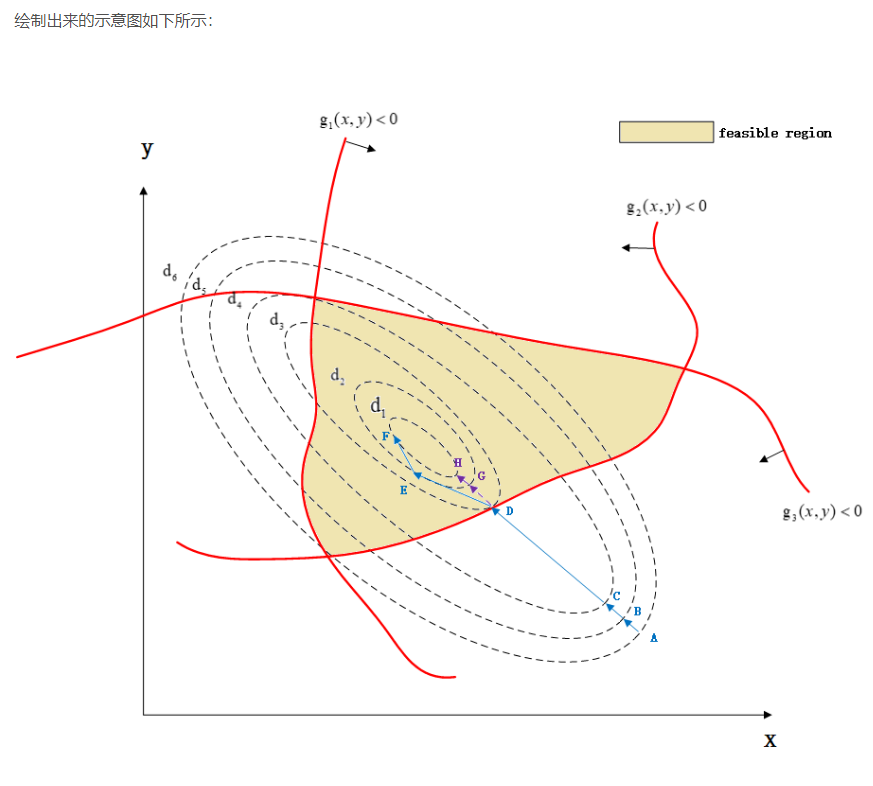 绘制出来的示意图如下所示：
g₁(x, y) < 0
feasible region
y
g₂(x, y) < 0
d₆
d₅
d₄
d₃
d₂
d₁
F
H
G
E
D
g₃(x, y) < 0
C
B
A
x